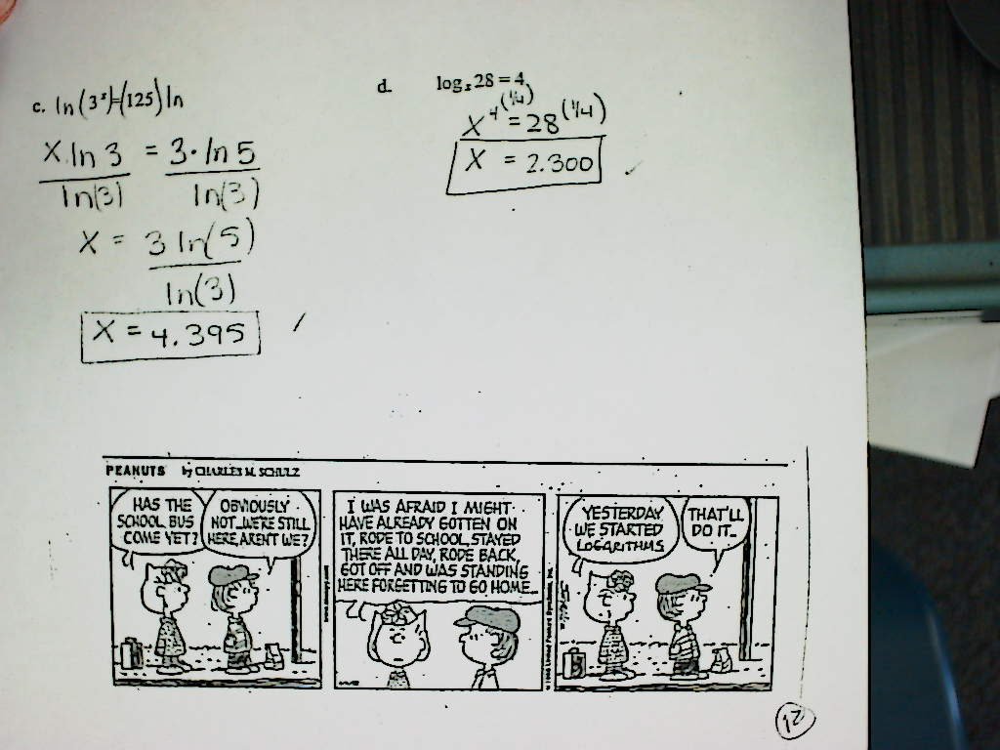 c. ln(3ˣ)=(125)ln
x·ln 3 = 3·ln 5
ln(3) ln(3)
x = 3 ln(5)
ln(3)
x = 4.395
d. logₓ28 = 4
x⁴⁽¹/⁴⁾ = 28⁽¹/⁴⁾
x = 2.300
PEANUTS by CHARLES M. SCHULZ
HAS THE
SCHOOL BUS
COME YET?
OBVIOUSLY
NOT...WE'RE STILL
HERE, AREN'T WE?
I WAS AFRAID I MIGHT
HAVE ALREADY GOTTEN ON
IT, RODE TO SCHOOL, STAYED
THERE ALL DAY, RODE BACK,
GOT OFF AND WAS STANDING
HERE FORGETTING TO GO HOME...
YESTERDAY
WE STARTED
LOGARITHMS
THAT'LL
DO IT...
12